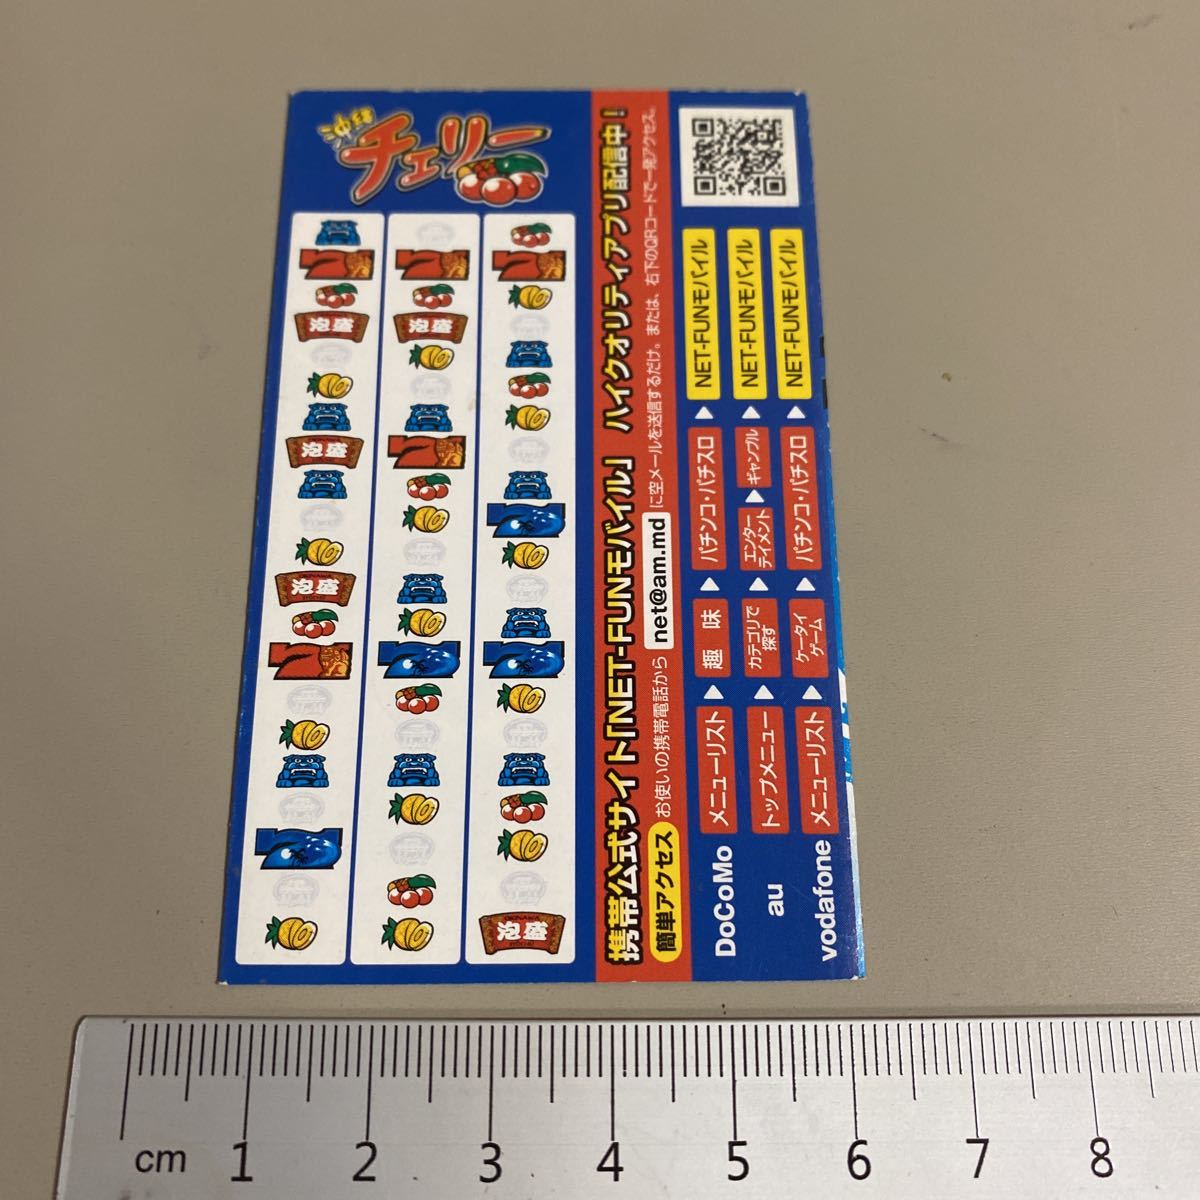 沖縄
チェリー
泡盛
泡盛
泡盛
OKINAWA
泡盛
OKINAWA
泡盛
携帯公式サイト「NET-FUNモバイル」 ハイクオリティアプリ配信中!
簡単アクセス お使いの携帯電話から net@am.md に空メールを送信するだけ。または、右下のQRコードで一発アクセス。
DoCoMo メニューリスト ▷ 趣味 ▷ パチンコ・パチスロ ▷ NET-FUNモバイル
au トップメニュー ▷ カテゴリで探す ▷ エンターテイメント ▷ ギャンブル ▷ NET-FUNモバイル
vodafone メニューリスト ▷ ケータイゲーム ▷ パチンコ・パチスロ ▷ NET-FUNモバイル
cm 1 2 3 4 5 6 7 8